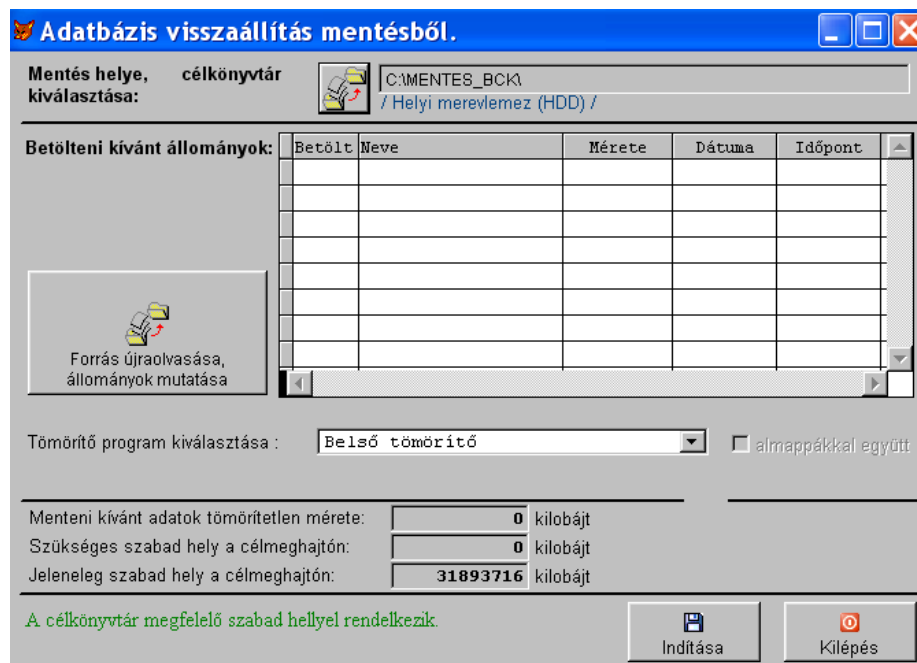 Adatbázis visszaállítás mentésből.
Mentés helye, célkönyvtár
kiválasztása:
C:\MENTES_BCK\
/ Helyi merevlemez (HDD) /
Betölteni kívánt állományok:
Betölt Neve Mérete Dátuma Időpont
Forrás újraolvasása,
állományok mutatása
Tömörítő program kiválasztása :
Belső tömörítő
almappákkal együtt
Menteni kívánt adatok tömörítetlen mérete: 0 kilobájt
Szükséges szabad hely a célmeghajtón: 0 kilobájt
Jeleneleg szabad hely a célmeghajtón: 31893716 kilobájt
A célkönyvtár megfelelő szabad hellyel rendelkezik.
Indítása
Kilépés